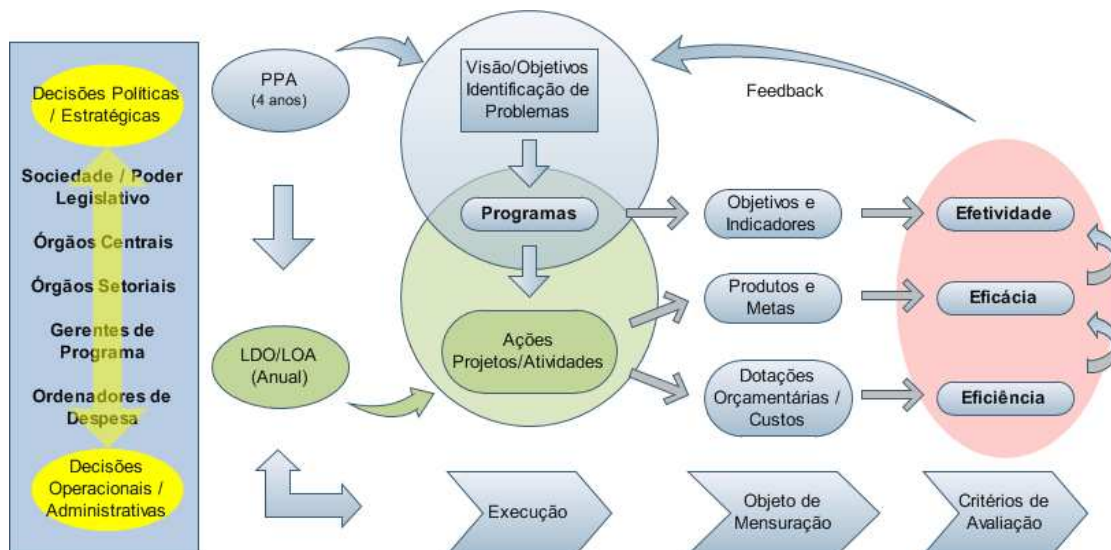 Decisões Políticas
/ Estratégicas
Sociedade / Poder
Legislativo
Órgãos Centrais
Órgãos Setoriais
Gerentes de
Programa
Ordenadores de
Despesa
Decisões
Operacionais /
Administrativas
PPA
(4 anos)
LDO/LOA
(Anual)
Visão/Objetivos
Identificação de
Problemas
Programas
Ações
Projetos/Atividades
Feedback
Objetivos e
Indicadores
Produtos e
Metas
Dotações
Orçamentárias /
Custos
Efetividade
Eficácia
Eficiência
Execução
Objeto de
Mensuração
Critérios de
Avaliação